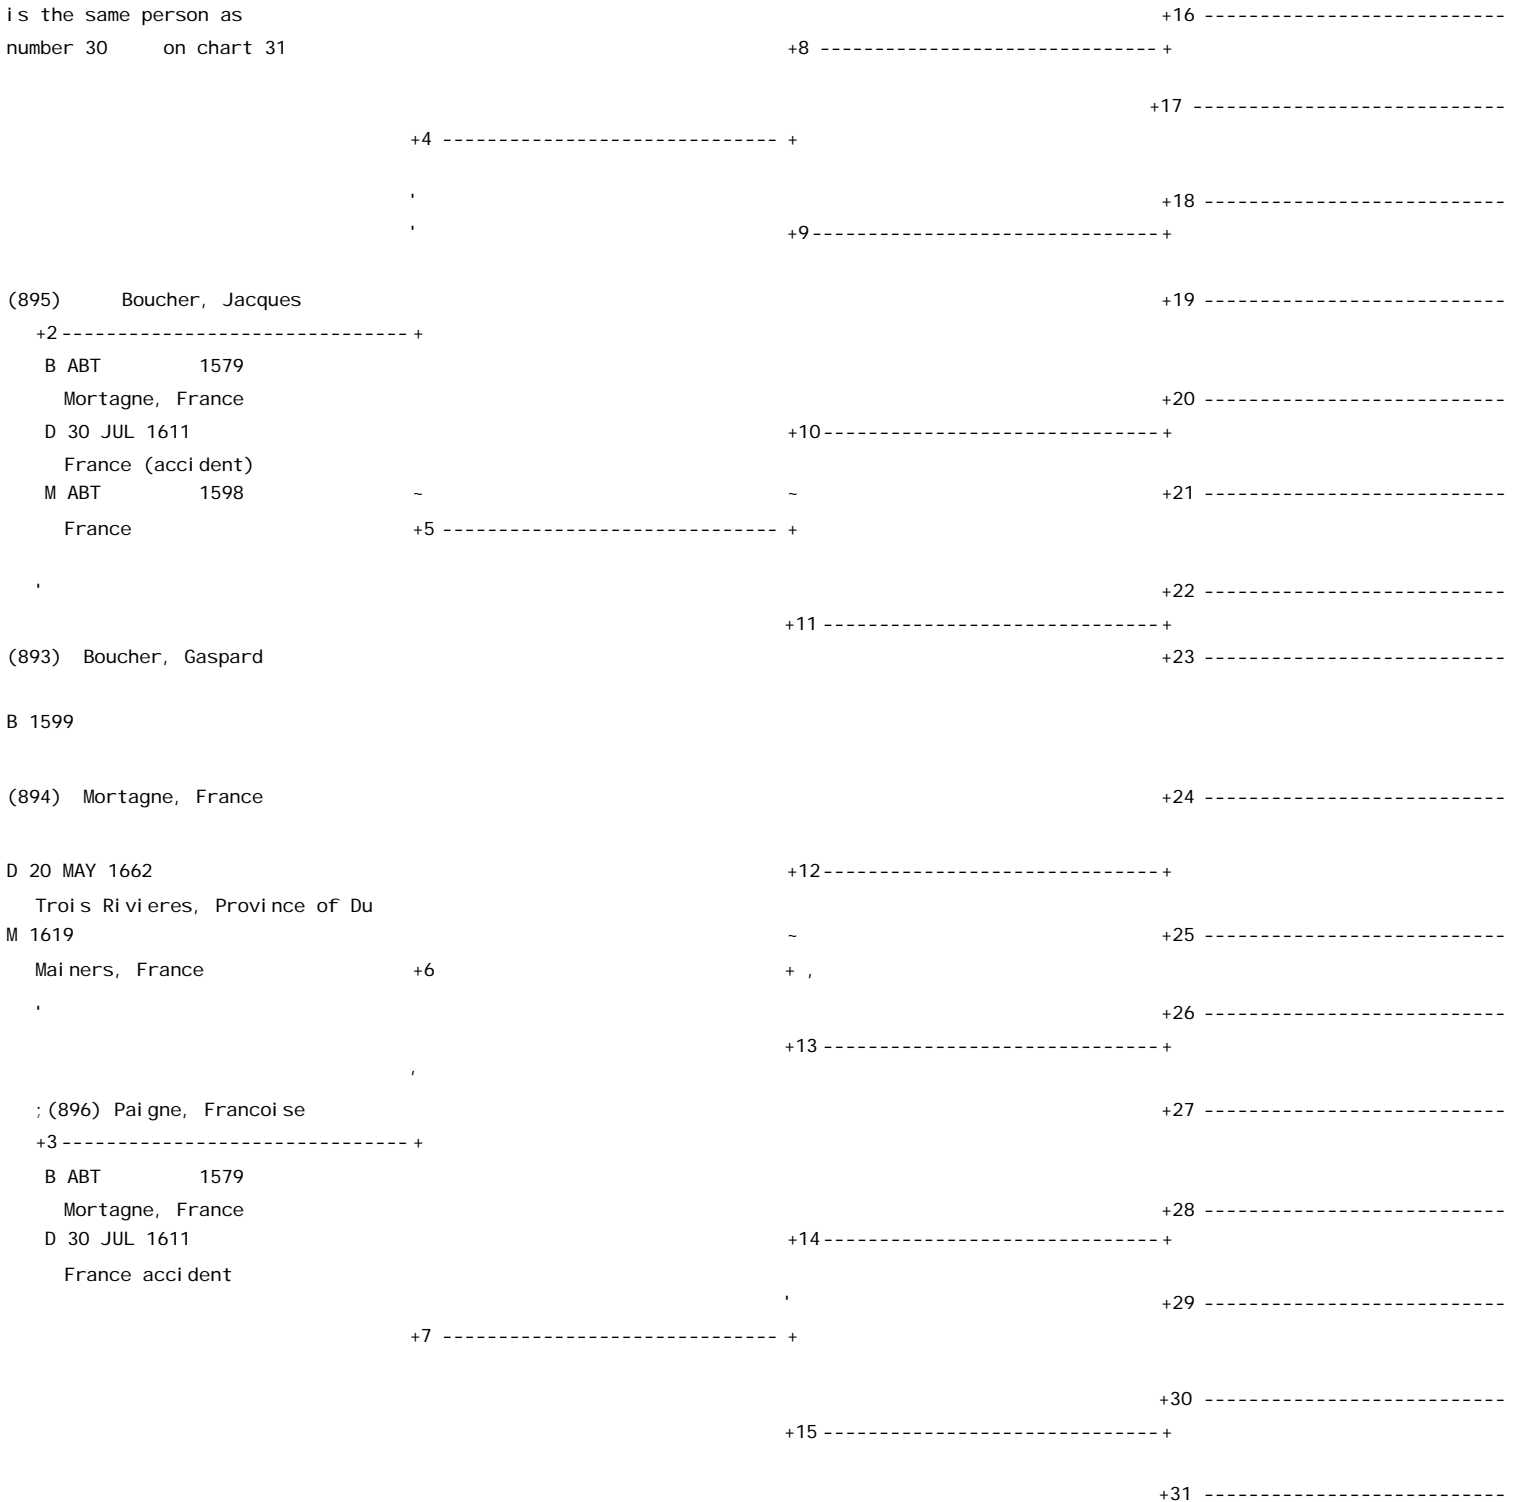 is the same person as +16 ---------------------------
number 30 on chart 31 +8 ------------------------------ +
+17 ----------------------------
+4 ------------------------------ +
' +18 ---------------------------
' +9------------------------------- +
(895) Boucher, Jacques +19 ---------------------------
+2 ------------------------------- +
B ABT 1579
Mortagne, France +20 ---------------------------
D 30 JUL 1611 +10------------------------------ +
France (accident)
M ABT 1598 ~ ~ +21 ---------------------------
France +5 ------------------------------ +
' +22 ---------------------------
+11 ------------------------------ +
(893) Boucher, Gaspard +23 ---------------------------
B 1599
(894) Mortagne, France +24 ---------------------------
D 20 MAY 1662 +12------------------------------ +
Trois Rivieres, Province of Du
M 1619 ~ +25 ---------------------------
Mainers, France +6 + ,
' +26 ---------------------------
+13 ------------------------------ +
,
;(896) Paigne, Francoise +27 ---------------------------
+3 ------------------------------- +
B ABT 1579
Mortagne, France +28 ---------------------------
D 30 JUL 1611 +14------------------------------ +
France accident
' +29 ---------------------------
+7 ------------------------------ +
+30 ---------------------------
+15 ------------------------------ +
+31 ---------------------------